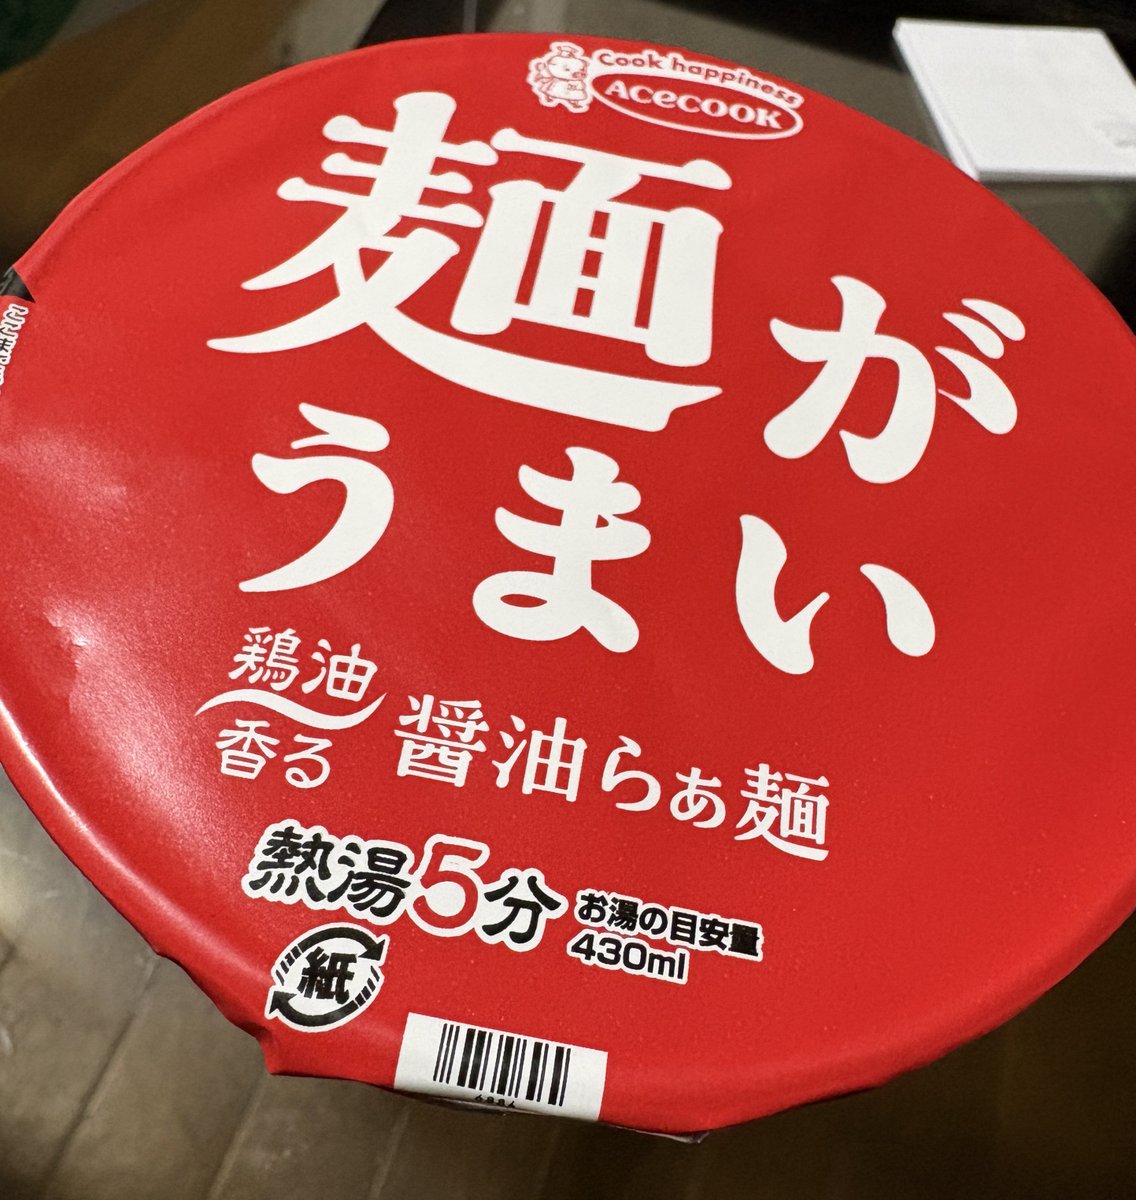 Cook happiness
Acecook
麺が
うまい
鶏油
香る
醤油らぁ麺
熱湯5分
お湯の目安量
430ml
紙